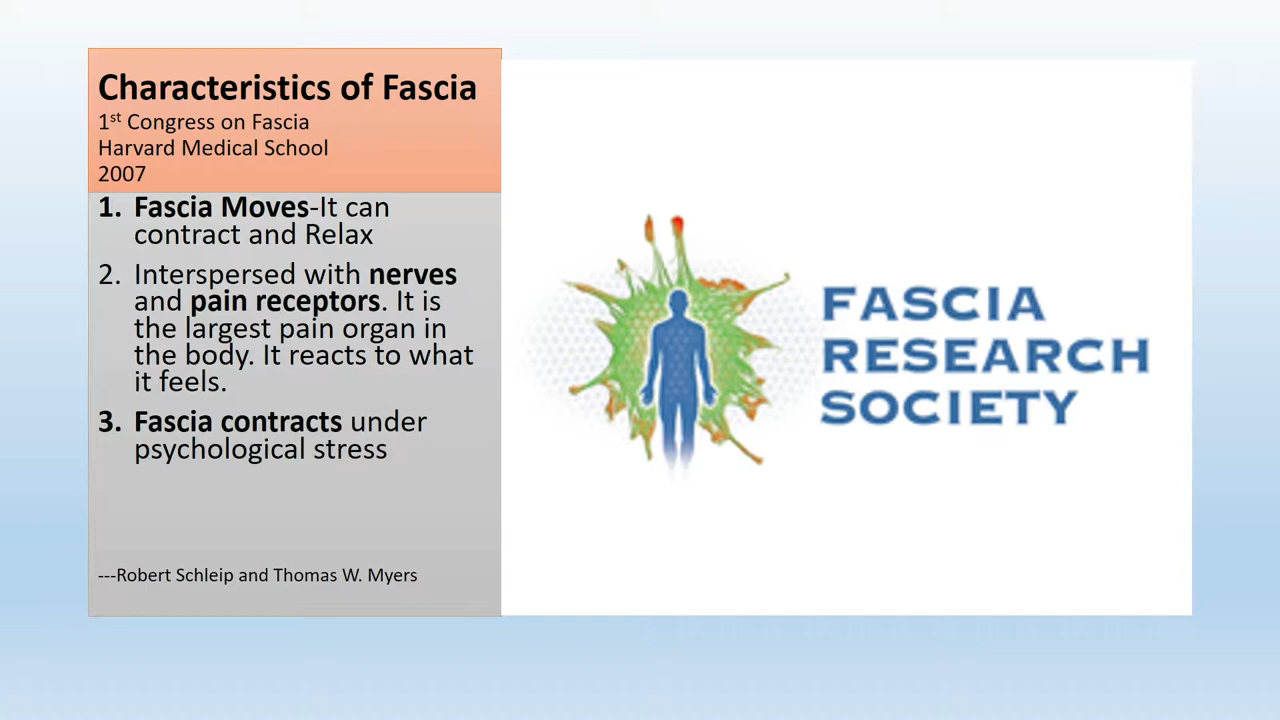 Characteristics of Fascia
1st Congress on Fascia
Harvard Medical School
2007
1. Fascia Moves-It can
contract and Relax
2. Interspersed with nerves
and pain receptors. It is
the largest pain organ in
the body. It reacts to what
it feels.
3. Fascia contracts under
psychological stress
---Robert Schleip and Thomas W. Myers
FASCIA
RESEARCH
SOCIETY